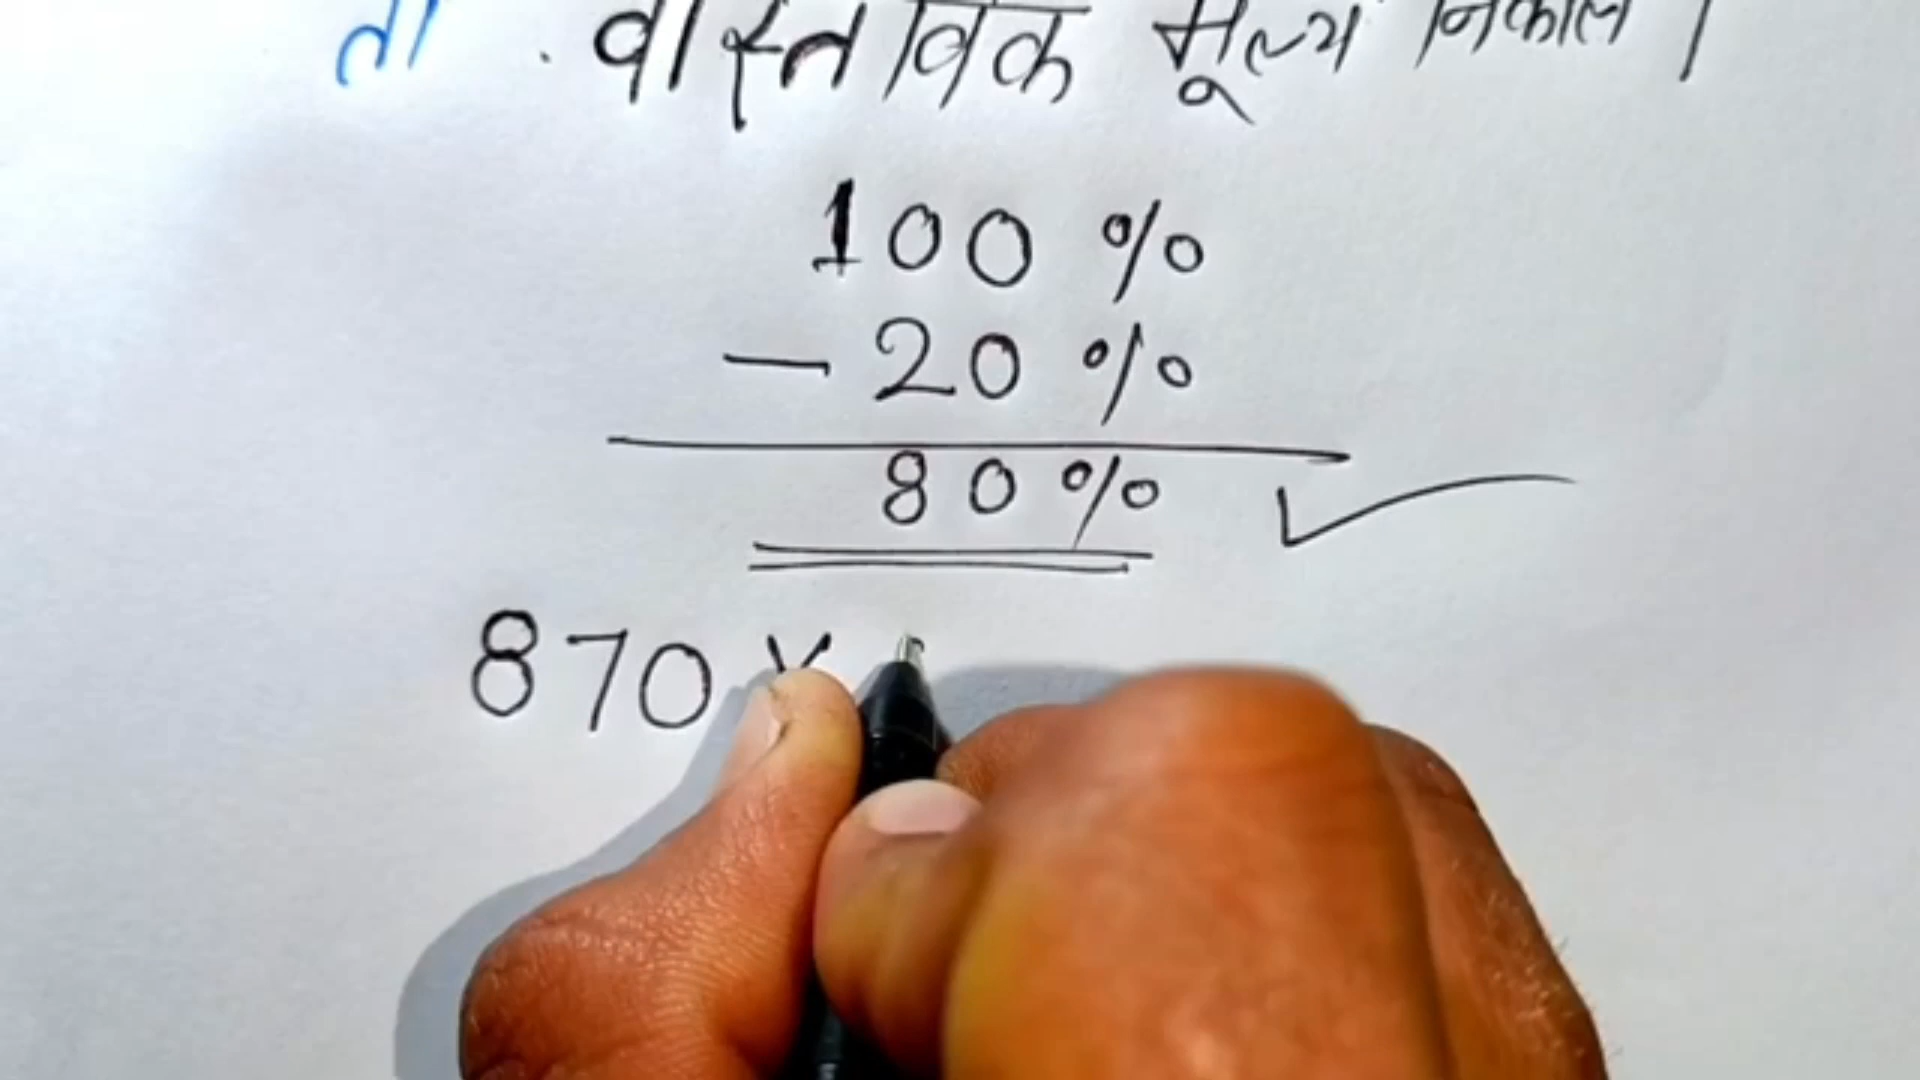 तो वास्तविक मूल्य निकाले ।
100 %
- 20 %
80 %
870 ×